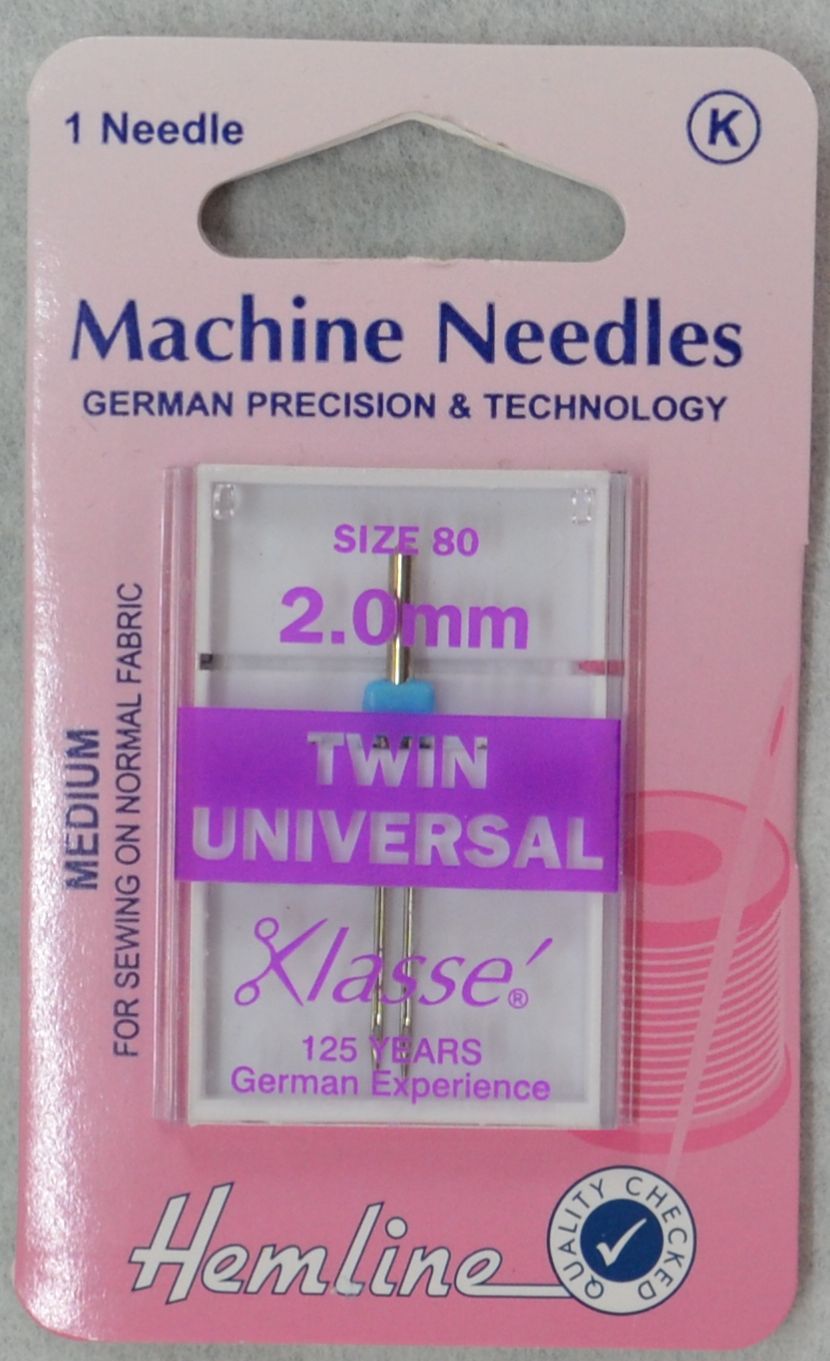 1 Needle
K
Machine Needles
GERMAN PRECISION & TECHNOLOGY
SIZE 80
2.0mm
TWIN
UNIVERSAL
Klassé®
125 YEARS
German Experience
MEDIUM
FOR SEWING ON NORMAL FABRIC
Hemline
QUALITY CHECKED